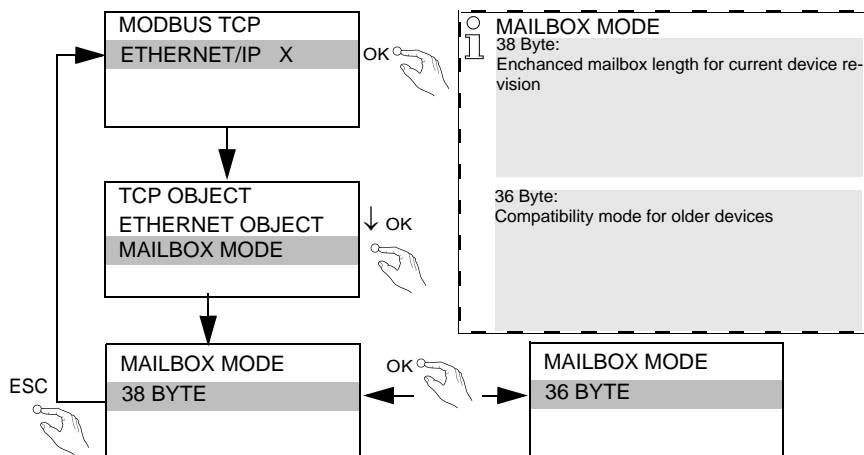 MODBUS TCP
ETHERNET/IP X
OK
MAILBOX MODE
38 Byte:
Enchanced mailbox length for current device re-
vision
36 Byte:
Compatibility mode for older devices
TCP OBJECT
ETHERNET OBJECT
MAILBOX MODE
↓ OK
MAILBOX MODE
38 BYTE
ESC
OK
MAILBOX MODE
36 BYTE